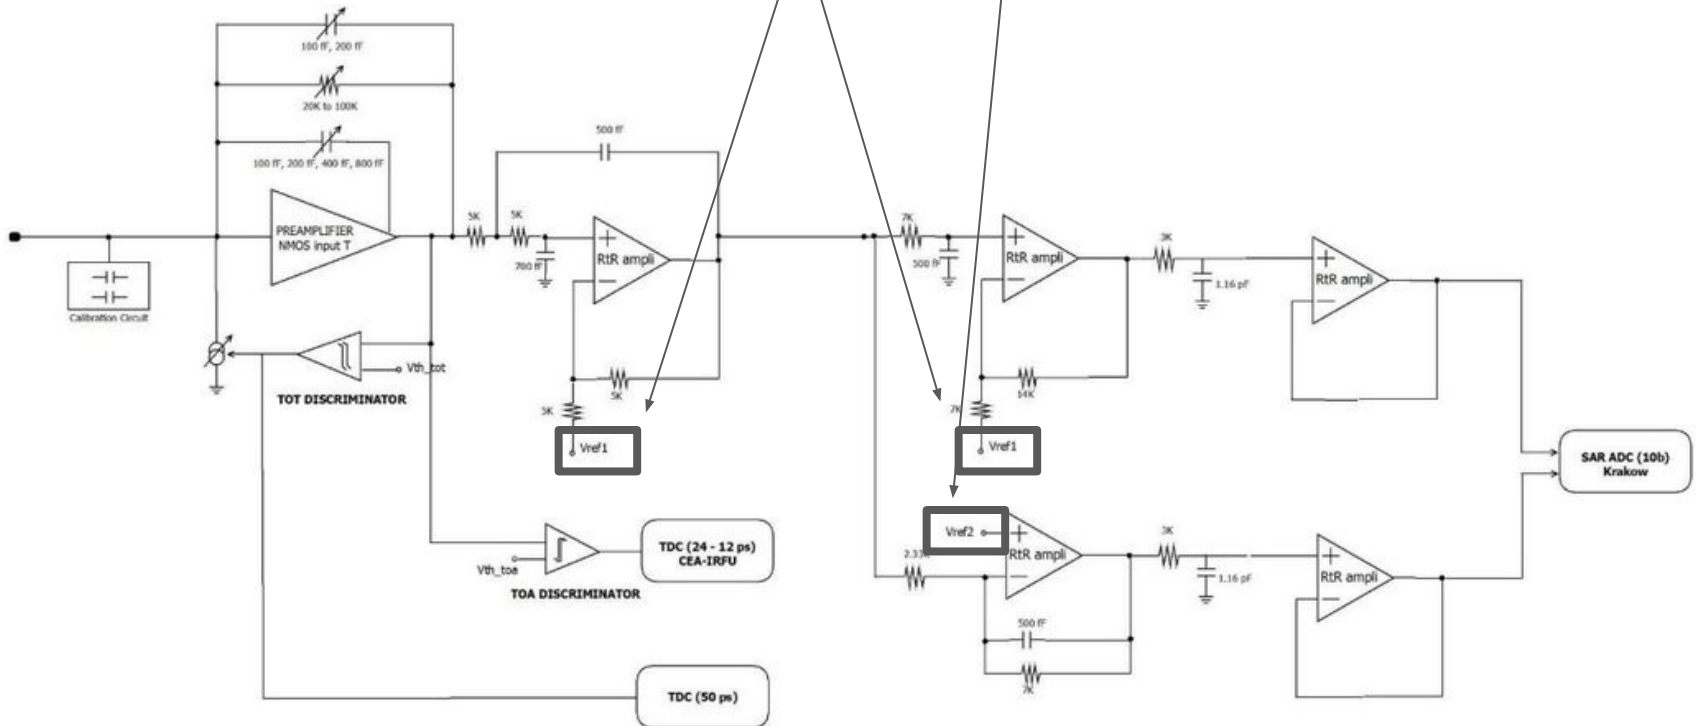 100 fF, 200 fF
20K to 100K
100 fF, 200 fF, 400 fF, 800 fF
500 fF
PREAMPLIFIER
NMOS input T
5K
5K
700 fF
+
RtR ampli
−
Calibration Circuit
Vth_tot
TOT DISCRIMINATOR
5K
5K
Vref1
7K
500 fF
+
RtR ampli
−
3K
1.16 pF
+
RtR ampli
−
14K
7K
Vref1
SAR ADC (10b)
Krakow
Vth_toa
TOA DISCRIMINATOR
TDC (24 - 12 ps)
CEA-IRFU
Vref2
+
RtR ampli
−
2.33K
500 fF
7K
3K
1.16 pF
+
RtR ampli
−
TDC (50 ps)